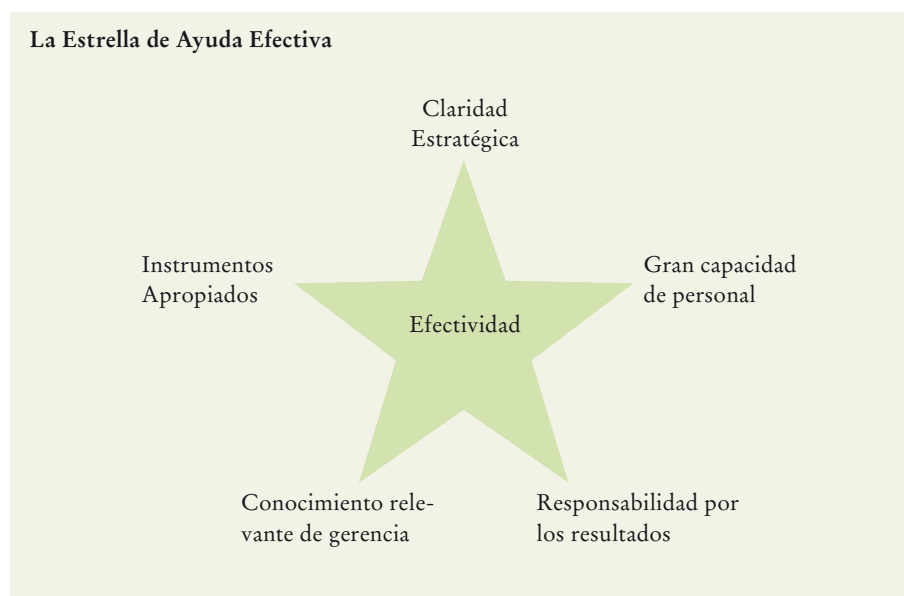 La Estrella de Ayuda Efectiva
Claridad
Estratégica
Instrumentos
Apropiados
Gran capacidad
de personal
Efectividad
Conocimiento rele-
vante de gerencia
Responsabilidad por
los resultados